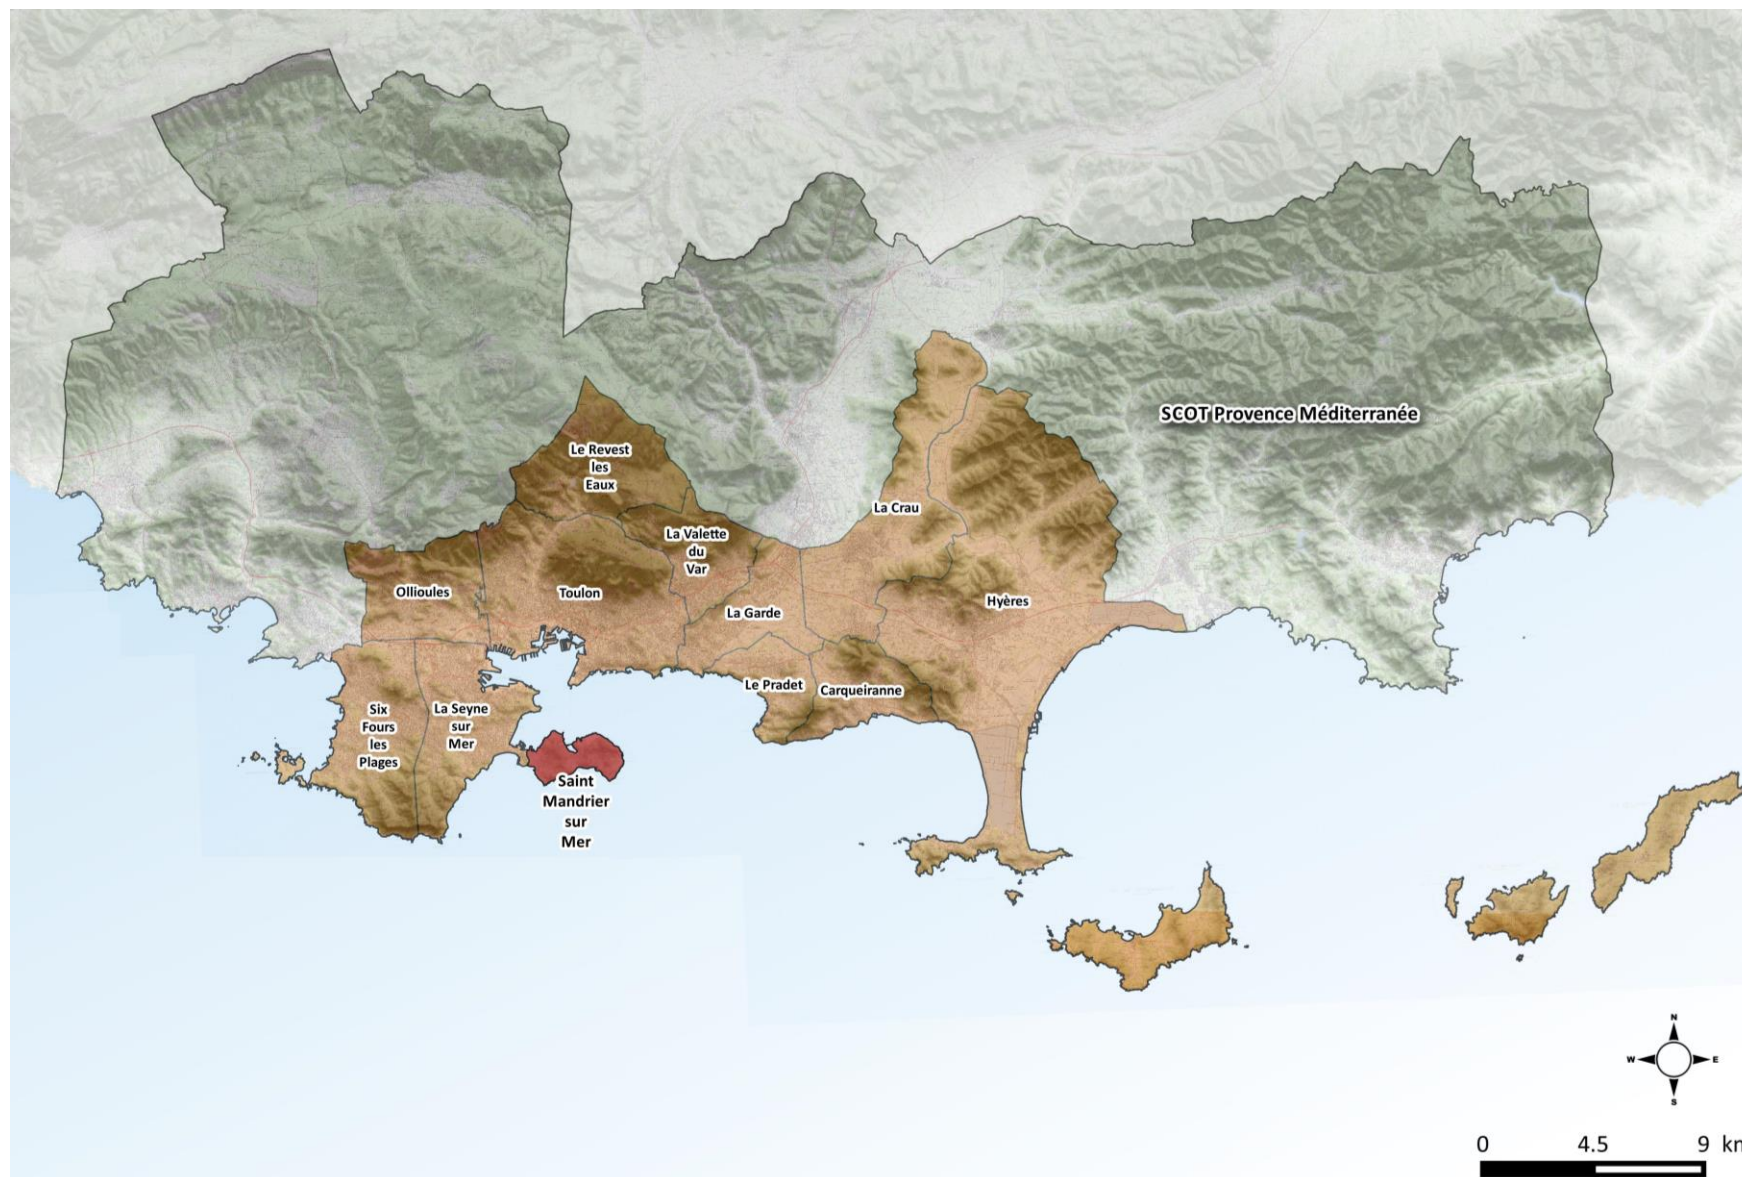 SCOT Provence Méditerranée
Le Revest
les
Eaux
La Crau
La Valette
du
Var
Ollioules
Toulon
La Garde
Hyères
Le Pradet
Carqueiranne
Six
Fours
les
Plages
La Seyne
sur
Mer
Saint
Mandrier
sur
Mer
N
W
E
S
0 4.5 9 km